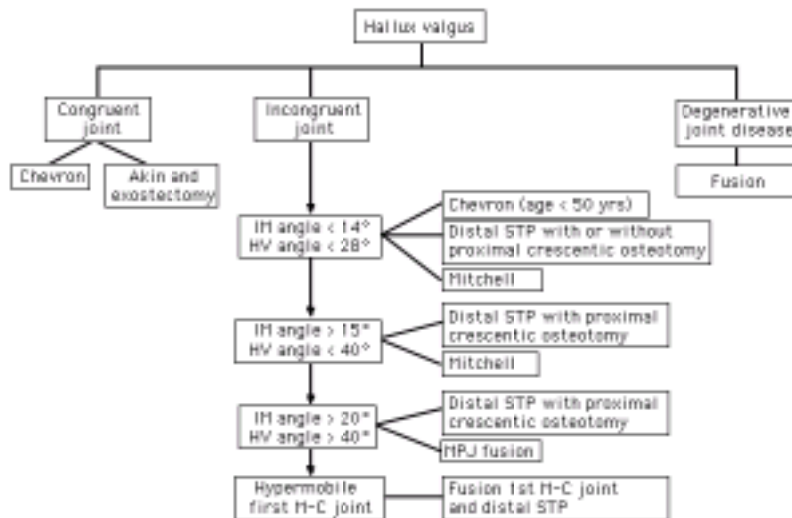 Hallux valgus
Congruent
joint
Incongruent
joint
Degenerative
joint disease
Chevron
Akin and
exostectomy
Fusion
IM angle < 14°
HV angle < 28°
Chevron (age < 50 yrs)
Distal STP with or without
proximal crescentic osteotomy
Mitchell
IM angle > 15°
HV angle < 40°
Distal STP with proximal
crescentic osteotomy
Mitchell
IM angle > 20°
HV angle > 40°
Distal STP with proximal
crescentic osteotomy
MPJ fusion
Hypermobile
first M-C joint
Fusion 1st M-C joint
and distal STP